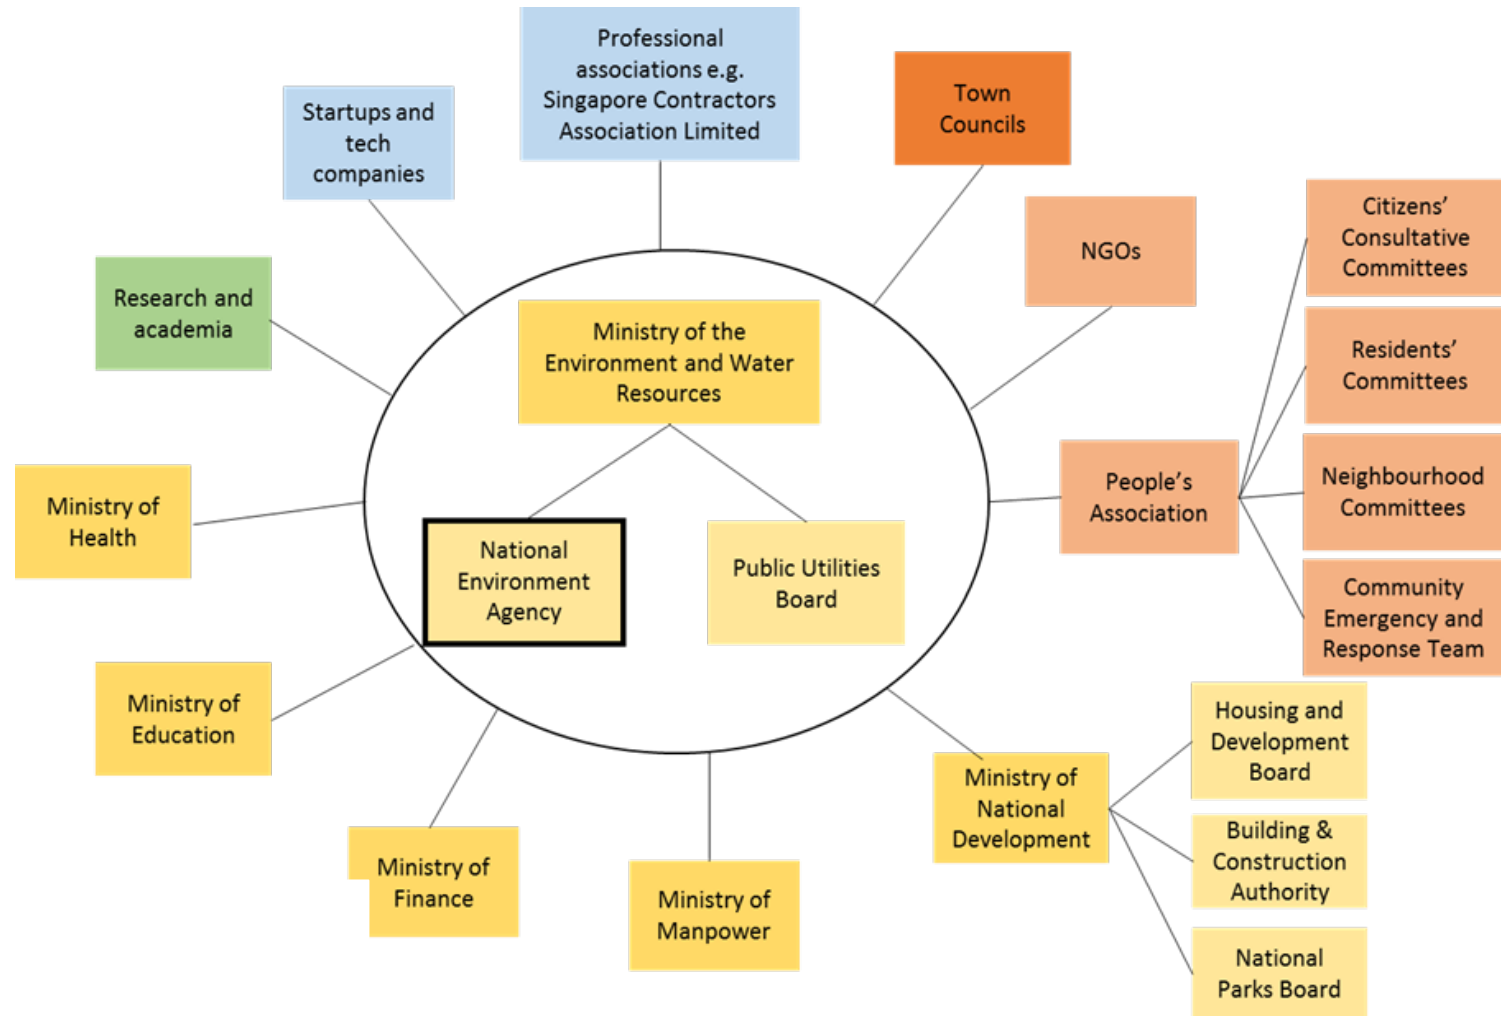 Professional
associations e.g.
Singapore Contractors
Association Limited
Startups and
tech
companies
Town
Councils
NGOs
Citizens’
Consultative
Committees
Research and
academia
Ministry of the
Environment and Water
Resources
Residents’
Committees
People’s
Association
Neighbourhood
Committees
Ministry of
Health
National
Environment
Agency
Public Utilities
Board
Community
Emergency and
Response Team
Ministry of
Education
Housing and
Development
Board
Ministry of
National
Development
Building &
Construction
Authority
Ministry of
Finance
Ministry of
Manpower
National
Parks Board